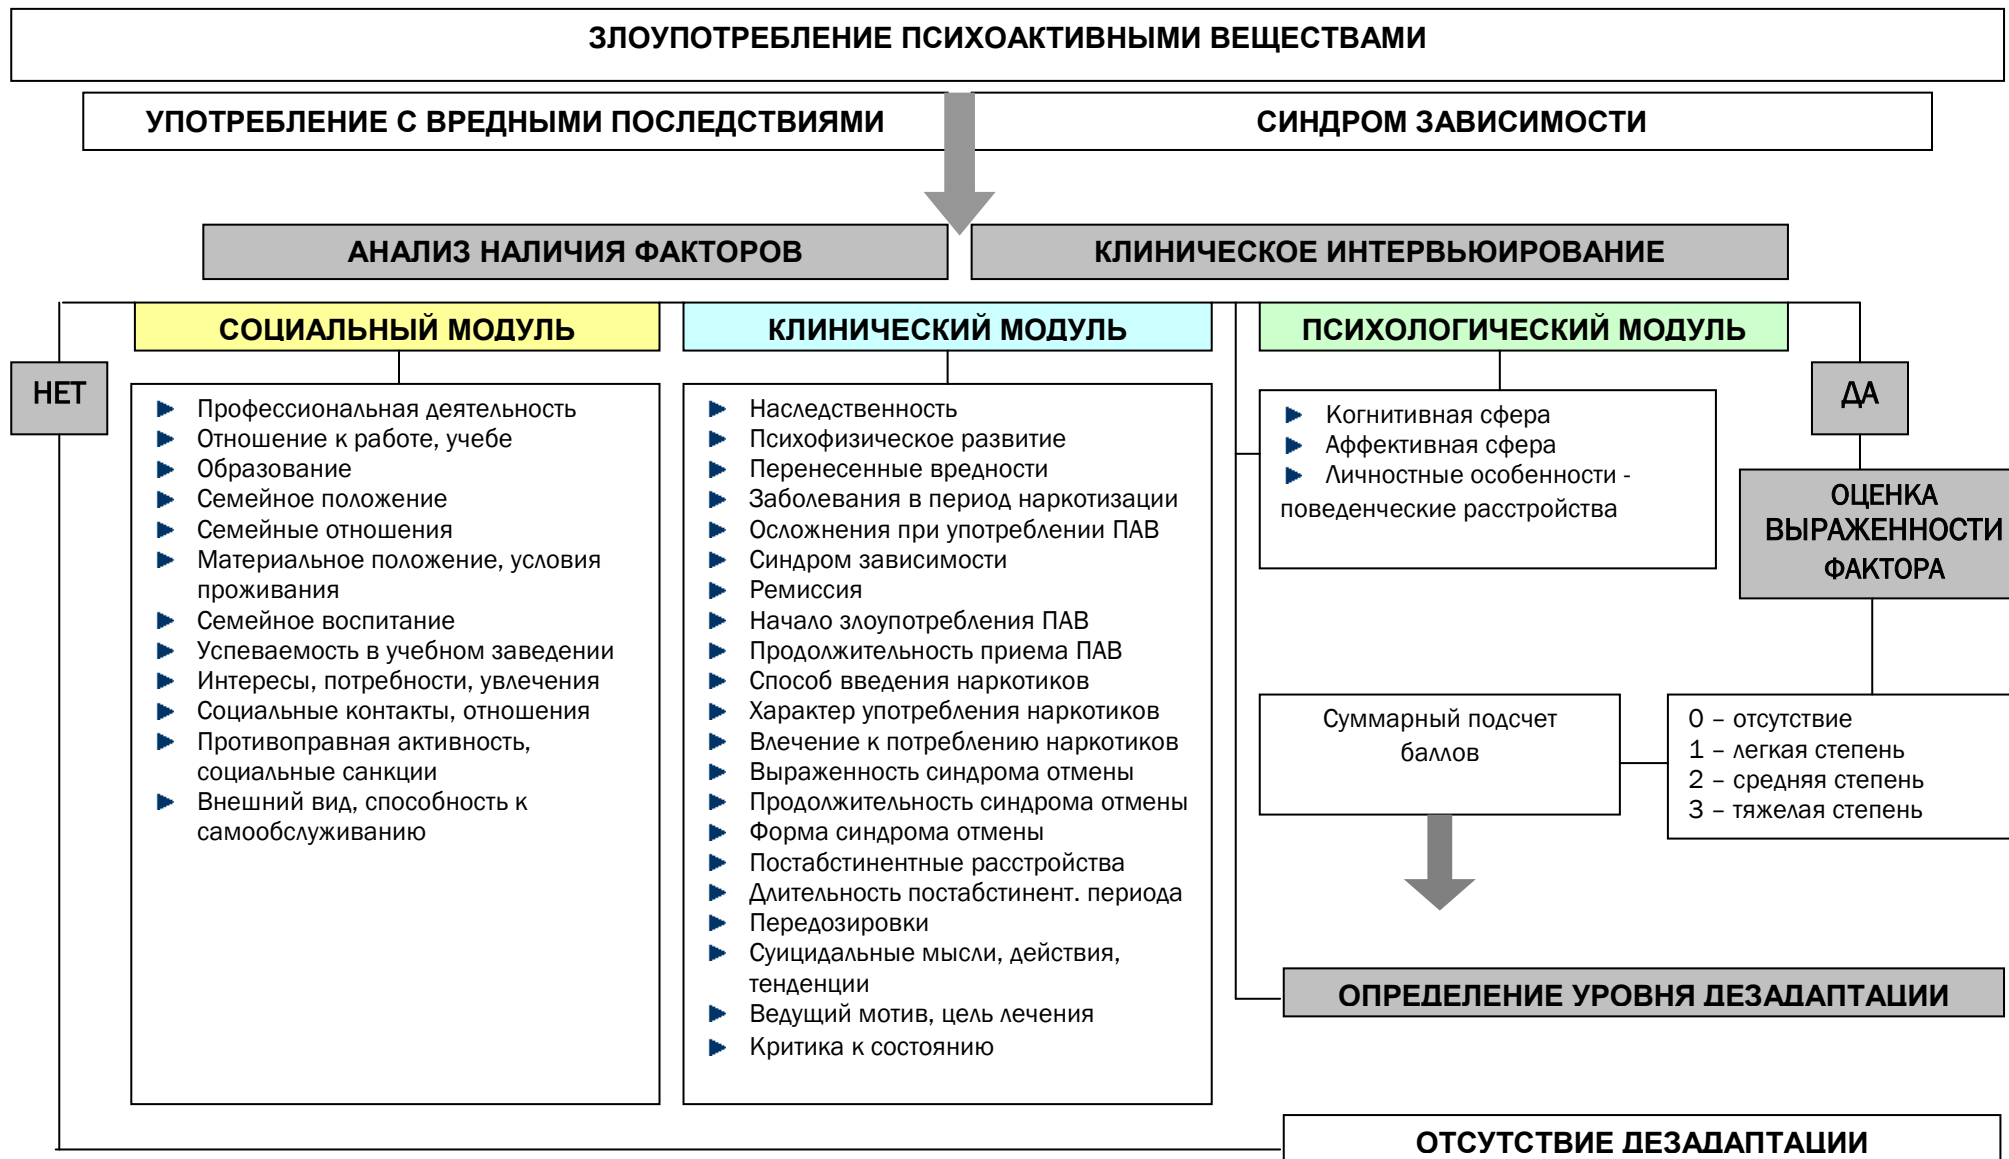 ЗЛОУПОТРЕБЛЕНИЕ ПСИХОАКТИВНЫМИ ВЕЩЕСТВАМИ
УПОТРЕБЛЕНИЕ С ВРЕДНЫМИ ПОСЛЕДСТВИЯМИ
СИНДРОМ ЗАВИСИМОСТИ
АНАЛИЗ НАЛИЧИЯ ФАКТОРОВ
КЛИНИЧЕСКОЕ ИНТЕРВЬЮИРОВАНИЕ
НЕТ
СОЦИАЛЬНЫЙ МОДУЛЬ
Профессиональная деятельность
Отношение к работе, учебе
Образование
Семейное положение
Семейные отношения
Материальное положение, условия
проживания
Семейное воспитание
Успеваемость в учебном заведении
Интересы, потребности, увлечения
Социальные контакты, отношения
Противоправная активность,
социальные санкции
Внешний вид, способность к
самообслуживанию
КЛИНИЧЕСКИЙ МОДУЛЬ
Наследственность
Психофизическое развитие
Перенесенные вредности
Заболевания в период наркотизации
Осложнения при употреблении ПАВ
Синдром зависимости
Ремиссия
Начало злоупотребления ПАВ
Продолжительность приема ПАВ
Способ введения наркотиков
Характер употребления наркотиков
Влечение к потреблению наркотиков
Выраженность синдрома отмены
Продолжительность синдрома отмены
Форма синдрома отмены
Постабстинентные расстройства
Длительность постабстинент. периода
Передозировки
Суицидальные мысли, действия,
тенденции
Ведущий мотив, цель лечения
Критика к состоянию
ПСИХОЛОГИЧЕСКИЙ МОДУЛЬ
Когнитивная сфера
Аффективная сфера
Личностные особенности -
поведенческие расстройства
ДА
ОЦЕНКА
ВЫРАЖЕННОСТИ
ФАКТОРА
0 – отсутствие
1 – легкая степень
2 – средняя степень
3 – тяжелая степень
Суммарный подсчет
баллов
ОПРЕДЕЛЕНИЕ УРОВНЯ ДЕЗАДАПТАЦИИ
ОТСУТСТВИЕ ДЕЗАДАПТАЦИИ